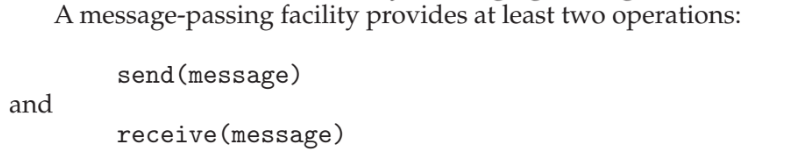 A message-passing facility provides at least two operations:
send(message)
and
receive(message)